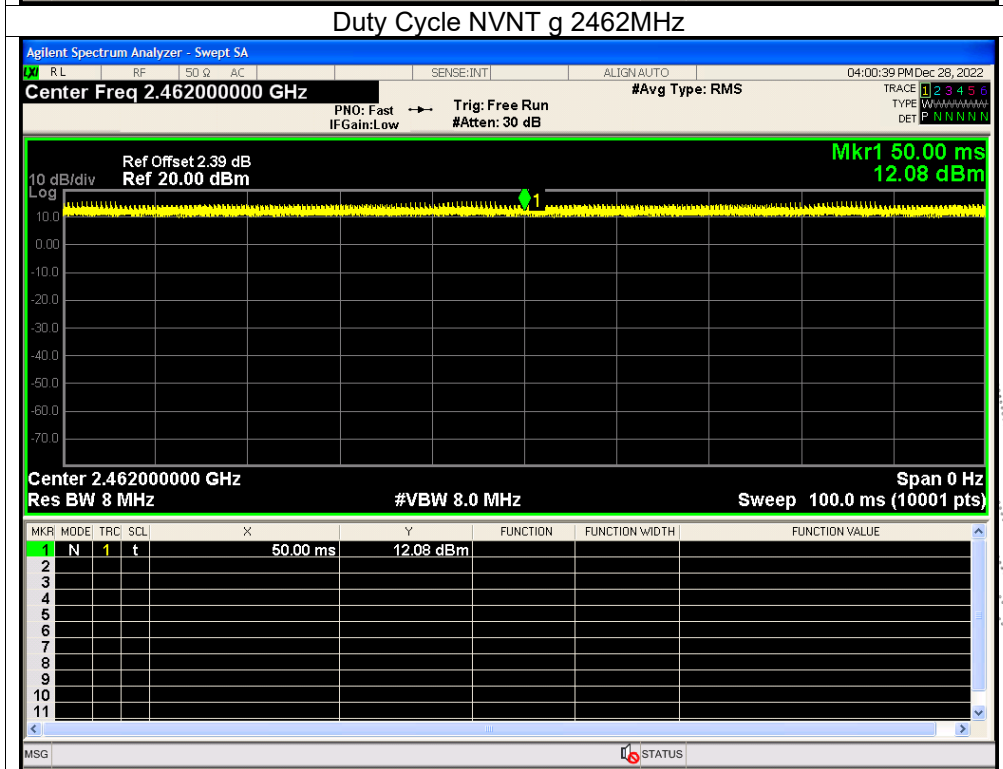 Duty Cycle NVNT g 2462MHz
Agilent Spectrum Analyzer - Swept SA
LXI RL RF 50 Ω AC SENSE:INT ALIGN AUTO 04:00:39 PM Dec 28, 2022
Center Freq 2.462000000 GHz #Avg Type: RMS TRACE 1 2 3 4 5 6
PNO: Fast Trig: Free Run TYPE W
IFGain:Low #Atten: 30 dB DET P N N N N N
Mkr1 50.00 ms
Ref Offset 2.39 dB
10 dB/div Ref 20.00 dBm 12.08 dBm
Log
1
10.0
0.00
-10.0
-20.0
-30.0
-40.0
-50.0
-60.0
-70.0
Center 2.462000000 GHz Span 0 Hz
Res BW 8 MHz #VBW 8.0 MHz Sweep 100.0 ms (10001 pts)
MKR MODE TRC SCL X Y FUNCTION FUNCTION WIDTH FUNCTION VALUE
1 N 1 t 50.00 ms 12.08 dBm
2
3
4
5
6
7
8
9
10
11
MSG STATUS